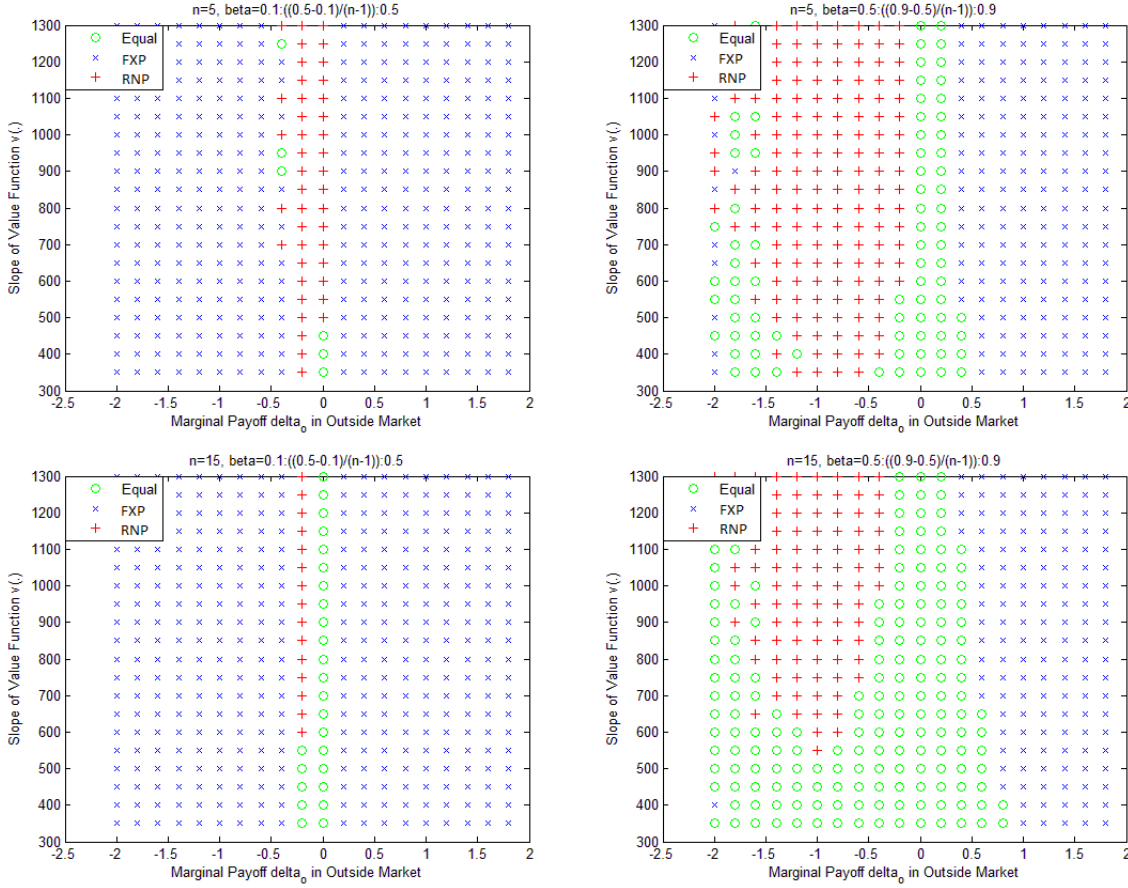 n=5, beta=0.1:((0.5-0.1)/(n-1)):0.5
1300
1200
1100
1000
900
800
700
600
500
400
300
Equal
FXP
RNP
Slope of Value Function v(.)
-2.5 -2 -1.5 -1 -0.5 0 0.5 1 1.5 2
Marginal Payoff delta_o in Outside Market
n=5, beta=0.5:((0.9-0.5)/(n-1)):0.9
1300
1200
1100
1000
900
800
700
600
500
400
300
Equal
FXP
RNP
Slope of Value Function v(.)
-2.5 -2 -1.5 -1 -0.5 0 0.5 1 1.5 2
Marginal Payoff delta_o in Outside Market
n=15, beta=0.1:((0.5-0.1)/(n-1)):0.5
1300
1200
1100
1000
900
800
700
600
500
400
300
Equal
FXP
RNP
Slope of Value Function v(.)
-2.5 -2 -1.5 -1 -0.5 0 0.5 1 1.5 2
Marginal Payoff delta_o in Outside Market
n=15, beta=0.5:((0.9-0.5)/(n-1)):0.9
1300
1200
1100
1000
900
800
700
600
500
400
300
Equal
FXP
RNP
Slope of Value Function v(.)
-2.5 -2 -1.5 -1 -0.5 0 0.5 1 1.5 2
Marginal Payoff delta_o in Outside Market